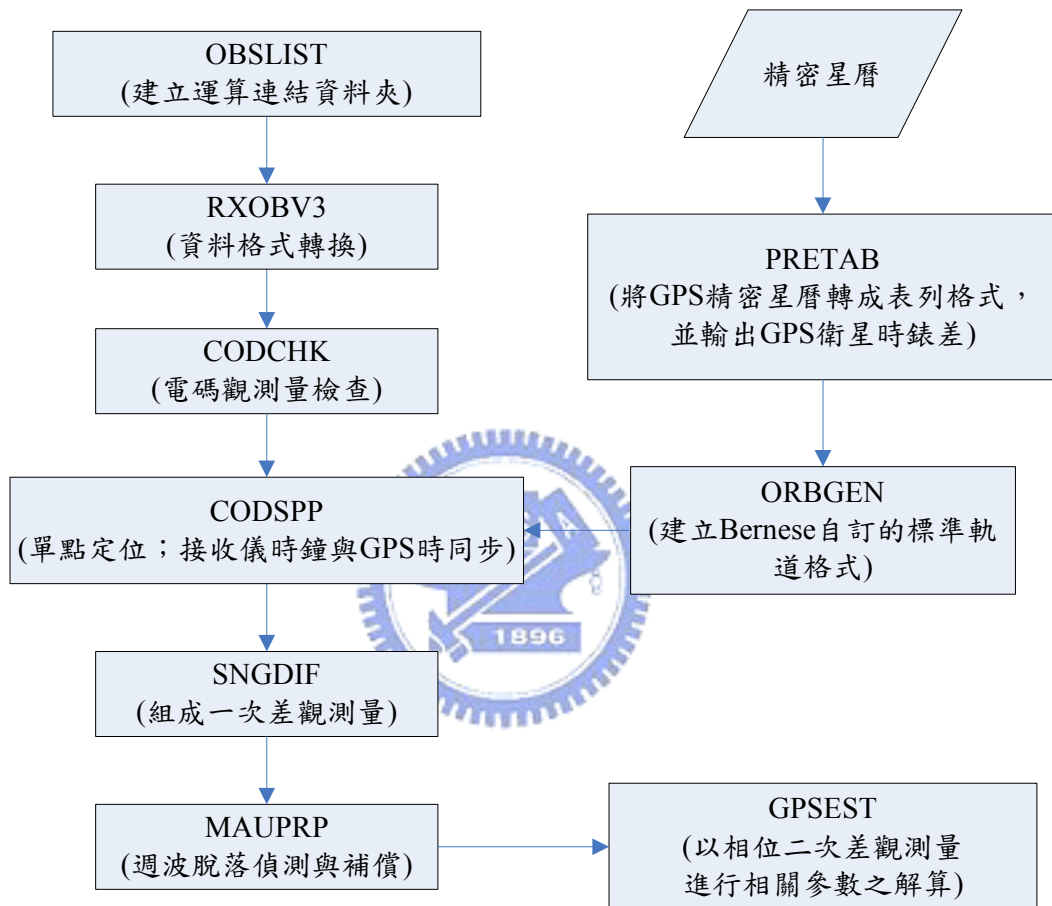 OBSLIST
(建立運算連結資料夾)
RXOBV3
(資料格式轉換)
CODCHK
(電碼觀測量檢查)
CODSPP
(單點定位；接收儀時鐘與GPS時同步)
SNGDIF
(組成一次差觀測量)
MAUPRP
(週波脫落偵測與補償)
精密星曆
PRETAB
(將GPS精密星曆轉成表列格式，
並輸出GPS衛星時錶差)
ORBGEN
(建立Bernese自訂的標準軌
道格式)
GPSEST
(以相位二次差觀測量
進行相關參數之解算)
1896